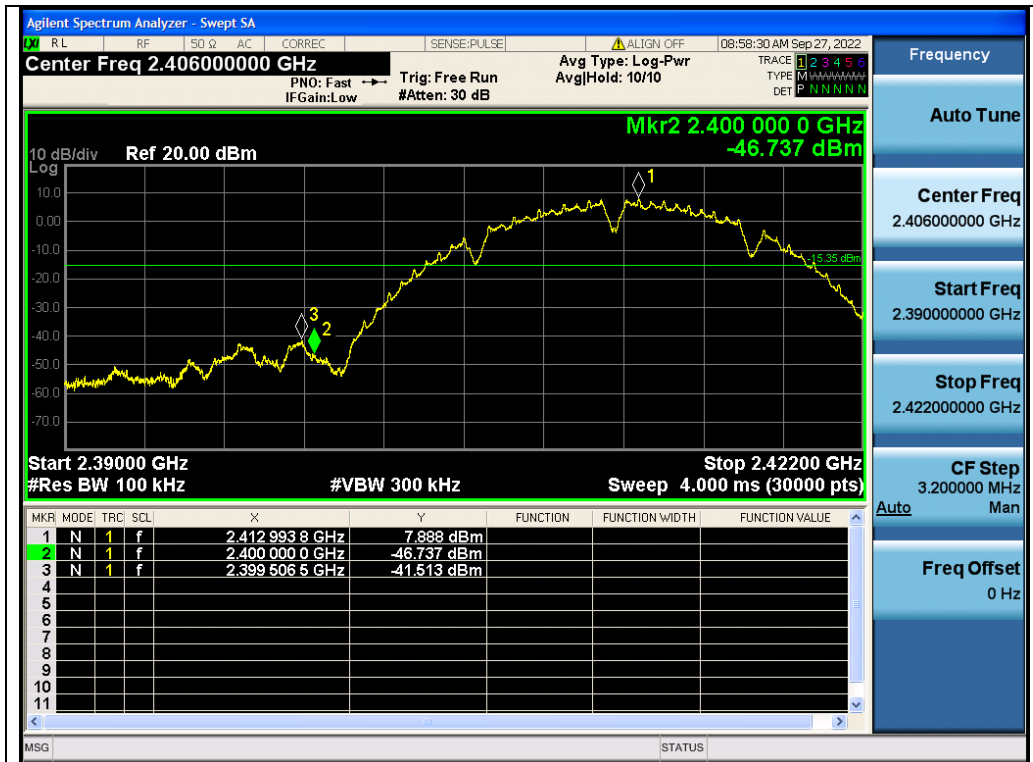 Agilent Spectrum Analyzer - Swept SA
LXI RL RF 50 Ω AC CORREC SENSE:PULSE ALIGN OFF 08:58:30 AM Sep 27, 2022
Center Freq 2.406000000 GHz
PNO: Fast
IFGain:Low
Trig: Free Run
#Atten: 30 dB
Avg Type: Log-Pwr
Avg|Hold: 10/10
TRACE 1 2 3 4 5 6
TYPE M W W W W W
DET P N N N N N
Mkr2 2.400 000 0 GHz
-46.737 dBm
10 dB/div Ref 20.00 dBm
Log
10.0
0.00
-10.0
-20.0
-30.0
-40.0
-50.0
-60.0
-70.0
1
-15.35 dBm
3
2
Start 2.39000 GHz Stop 2.42200 GHz
#Res BW 100 kHz #VBW 300 kHz Sweep 4.000 ms (30000 pts)
MKR MODE TRC SCL X Y FUNCTION FUNCTION WIDTH FUNCTION VALUE
1 N 1 f 2.412 993 8 GHz 7.888 dBm
2 N 1 f 2.400 000 0 GHz -46.737 dBm
3 N 1 f 2.399 506 5 GHz -41.513 dBm
4
5
6
7
8
9
10
11
MSG STATUS
Frequency
Auto Tune
Center Freq
2.406000000 GHz
Start Freq
2.390000000 GHz
Stop Freq
2.422000000 GHz
CF Step
3.200000 MHz
Auto Man
Freq Offset
0 Hz